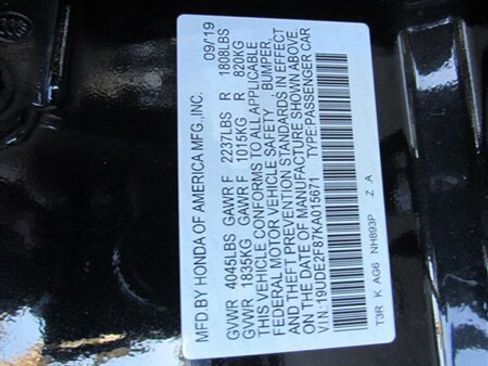 MFD.BY HONDA OF AMERICA MFG.,INC. 09/19
GVWR 4045LBS GAWR F 2237LBS R 1808LBS
GVWR 1835KG GAWR F 1015KG R 820KG
THIS VEHICLE CONFORMS TO ALL APPLICABLE
FEDERAL MOTOR VEHICLE SAFETY, BUMPER,
AND THEFT PREVENTION STANDARDS IN EFFECT
ON THE DATE OF MANUFACTURE SHOWN ABOVE.
V.I.N.:19UDE2F87KA015671 TYPE:PASSENGER CAR
T3R K AG6 NH893P Z A